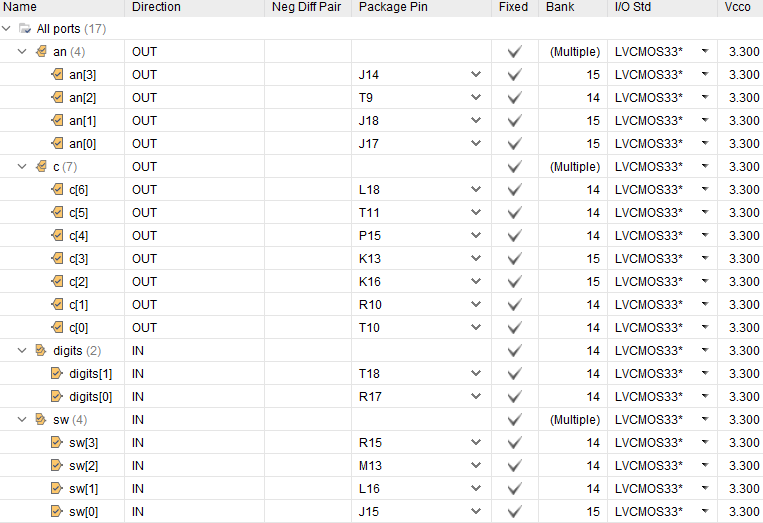 Name Direction Neg Diff Pair Package Pin Fixed Bank I/O Std Vcco
All ports (17)
an (4) OUT (Multiple) LVCMOS33* 3.300
an[3] OUT J14 15 LVCMOS33* 3.300
an[2] OUT T9 14 LVCMOS33* 3.300
an[1] OUT J18 15 LVCMOS33* 3.300
an[0] OUT J17 15 LVCMOS33* 3.300
c (7) OUT (Multiple) LVCMOS33* 3.300
c[6] OUT L18 14 LVCMOS33* 3.300
c[5] OUT T11 14 LVCMOS33* 3.300
c[4] OUT P15 14 LVCMOS33* 3.300
c[3] OUT K13 15 LVCMOS33* 3.300
c[2] OUT K16 15 LVCMOS33* 3.300
c[1] OUT R10 14 LVCMOS33* 3.300
c[0] OUT T10 14 LVCMOS33* 3.300
digits (2) IN 14 LVCMOS33* 3.300
digits[1] IN T18 14 LVCMOS33* 3.300
digits[0] IN R17 14 LVCMOS33* 3.300
sw (4) IN (Multiple) LVCMOS33* 3.300
sw[3] IN R15 14 LVCMOS33* 3.300
sw[2] IN M13 14 LVCMOS33* 3.300
sw[1] IN L16 14 LVCMOS33* 3.300
sw[0] IN J15 15 LVCMOS33* 3.300